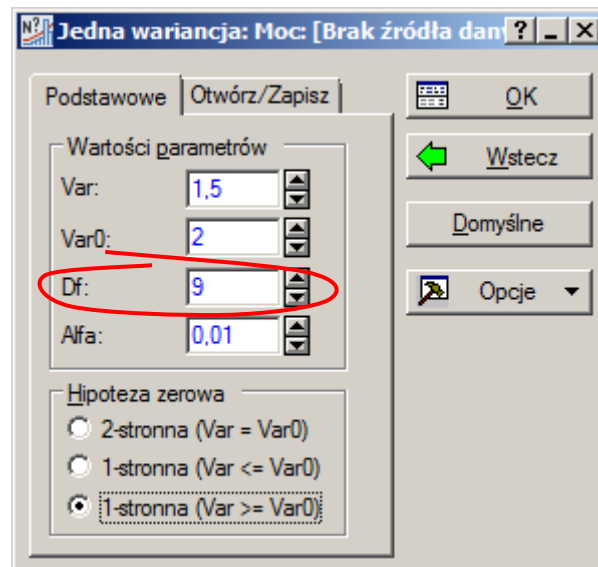 Jedna wariancja: Moc: [Brak źródła dan
Podstawowe
Otwórz/Zapisz
OK
Wstecz
Domyślne
Opcje
Wartości parametrów
Var: 1,5
Var0: 2
Df: 9
Alfa: 0,01
Hipoteza zerowa
2-stronna (Var = Var0)
1-stronna (Var <= Var0)
1-stronna (Var >= Var0)